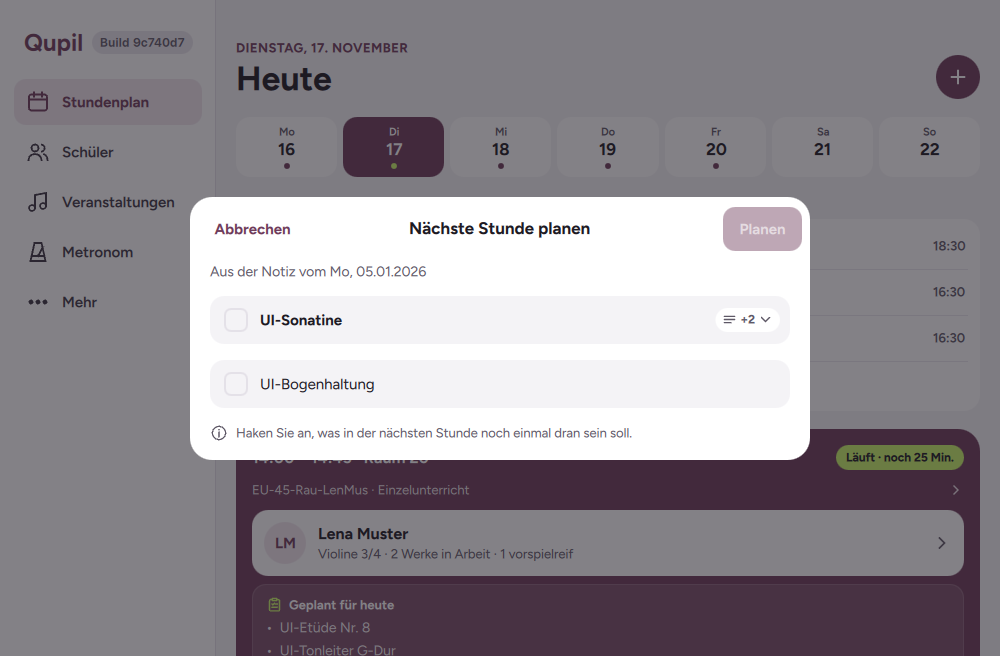 Qupil
Build 9c740d7
Stundenplan
Schüler
Veranstaltungen
Metronom
Mehr
DIENSTAG, 17. NOVEMBER
Heute
Mo
16
Di
17
Mi
18
Do
19
Fr
20
Sa
21
So
22
18:30
16:30
16:30
Abbrechen
Nächste Stunde planen
Planen
Aus der Notiz vom Mo, 05.01.2026
UI-Sonatine
+2
UI-Bogenhaltung
Haken Sie an, was in der nächsten Stunde noch einmal dran sein soll.
Läuft · noch 25 Min.
EU-45-Rau-LenMus · Einzelunterricht
LM
Lena Muster
Violine 3/4 · 2 Werke in Arbeit · 1 vorspielreif
Geplant für heute
• UI-Etüde Nr. 8
• UI-Tonleiter G-Dur